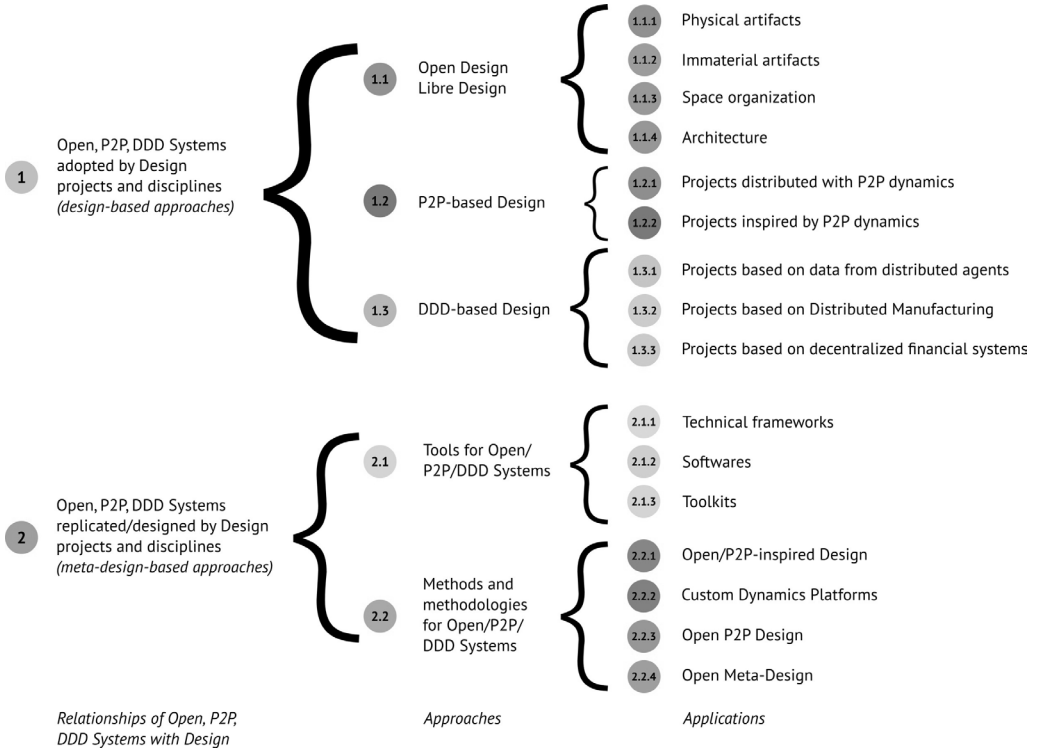 1
Open, P2P, DDD Systems
adopted by Design
projects and disciplines
(design-based approaches)
1.1
Open Design
Libre Design
1.1.1
Physical artifacts
1.1.2
Immaterial artifacts
1.1.3
Space organization
1.1.4
Architecture
1.2
P2P-based Design
1.2.1
Projects distributed with P2P dynamics
1.2.2
Projects inspired by P2P dynamics
1.3
DDD-based Design
1.3.1
Projects based on data from distributed agents
1.3.2
Projects based on Distributed Manufacturing
1.3.3
Projects based on decentralized financial systems
2
Open, P2P, DDD Systems
replicated/designed by Design
projects and disciplines
(meta-design-based approaches)
2.1
Tools for Open/
P2P/DDD Systems
2.1.1
Technical frameworks
2.1.2
Softwares
2.1.3
Toolkits
2.2
Methods and
methodologies
for Open/P2P/
DDD Systems
2.2.1
Open/P2P-inspired Design
2.2.2
Custom Dynamics Platforms
2.2.3
Open P2P Design
2.2.4
Open Meta-Design
Relationships of Open, P2P,
DDD Systems with Design
Approaches
Applications